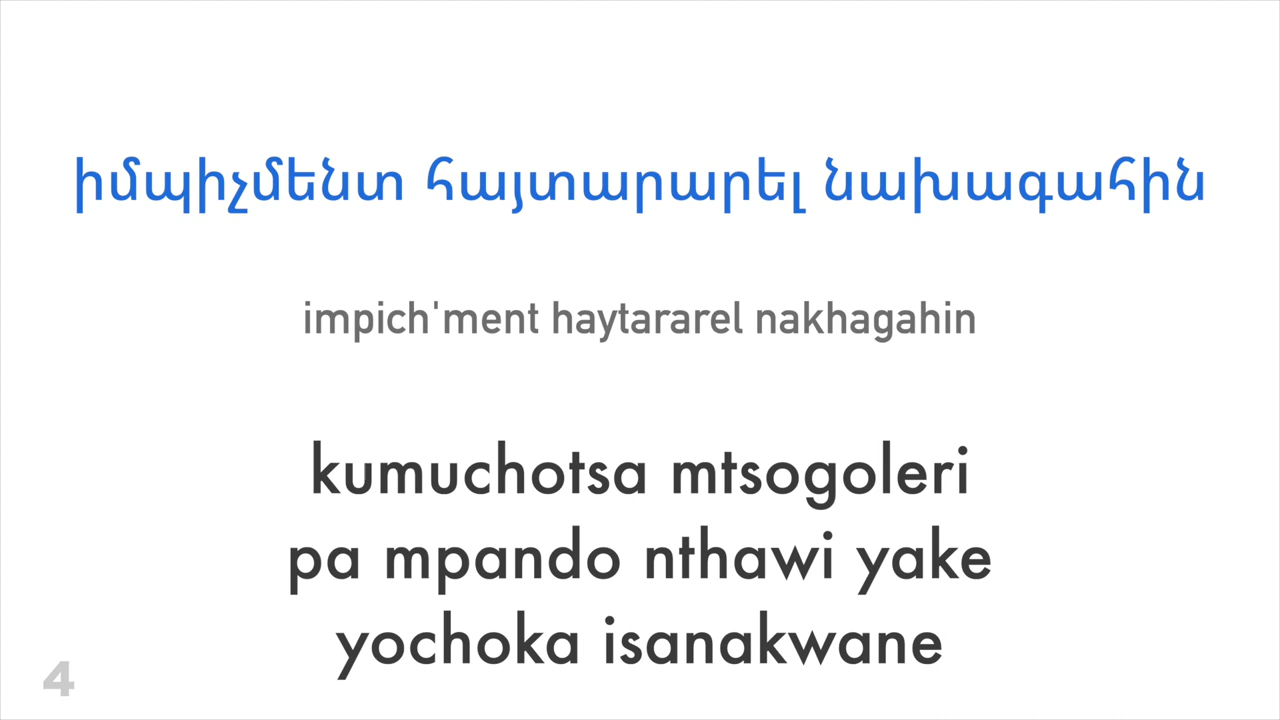 իմպիչմենտ հայտարարել նախագահին
impich'ment haytararel nakhagahin
kumuchotsa mtsogoleri
pa mpando nthawi yake
yochoka isanakwane
4